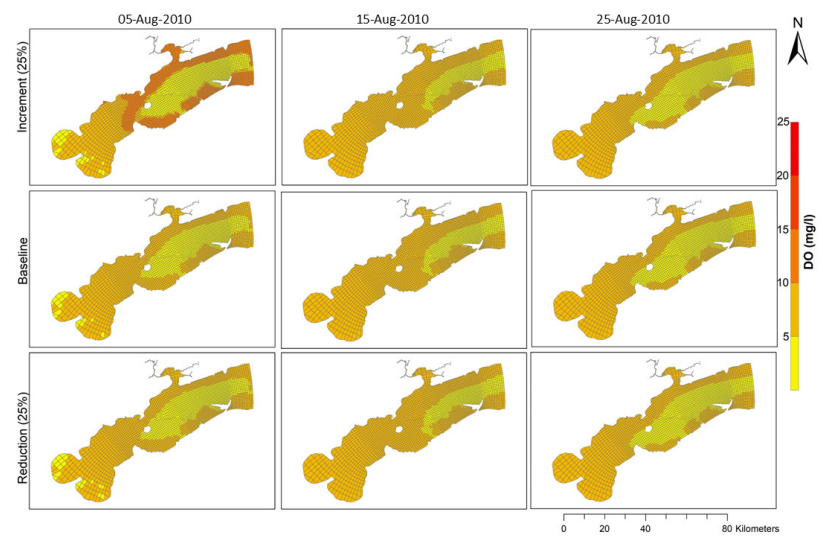 05-Aug-2010
15-Aug-2010
25-Aug-2010
N
Increment (25%)
Baseline
Reduction (25%)
25
20
15
10
5
DO (mg/l)
0 20 40 80 Kilometers